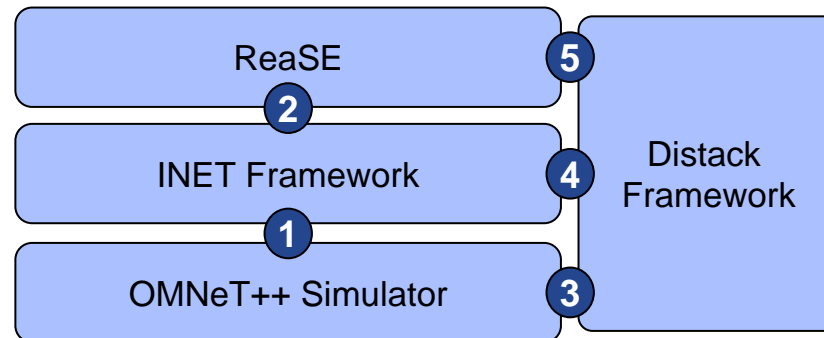 ReaSE
5
2
INET Framework
4
Distack
Framework
1
OMNeT++ Simulator
3